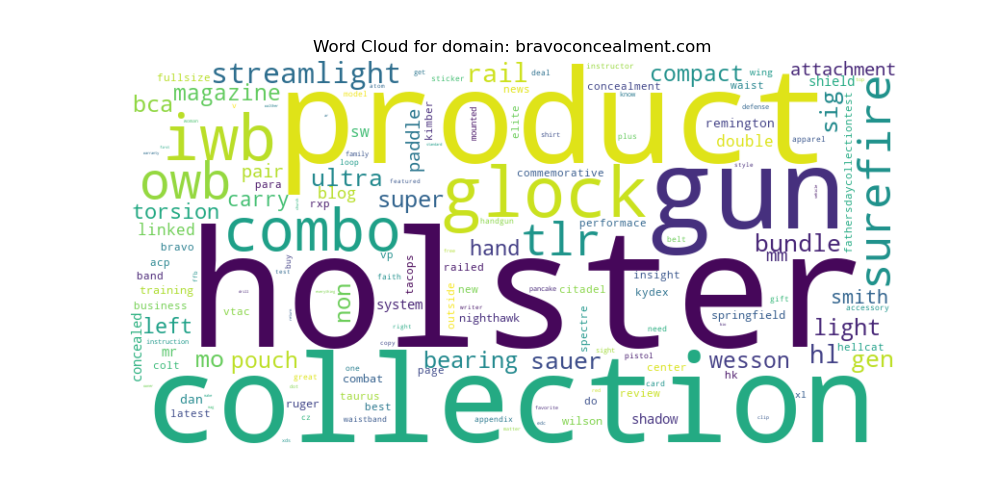 Word Cloud for domain: bravoconcealment.com
fullsize streamlight rail get sticker deal instructor compact wing attachment
bca magazine product news concealment waist shield
iwb sw paddle kimber mounted elite know remington defense sig surefire
owb pair ultra loop family glock plus shirt double apparel gun
carry para blog rxp super featured commemorative style
torsion linked combo handgun performace belt fathersdaycollectiontest
bravo vp hand tlr bundle mm
acp band buy faith tacops railed new insight kydex gift smith
training test non system outside pancake citadel accessory
business vtac holster writer nighthawk spectre springfield light
concealed left instruction right copy need hellcat
mr mo pouch great one bearing sauer sight pistol center wesson hl gen
colt combat page card hk
dan taurus best do review xl
latest ruger cz waistband collection appendix favorite edc wilson shadow clip